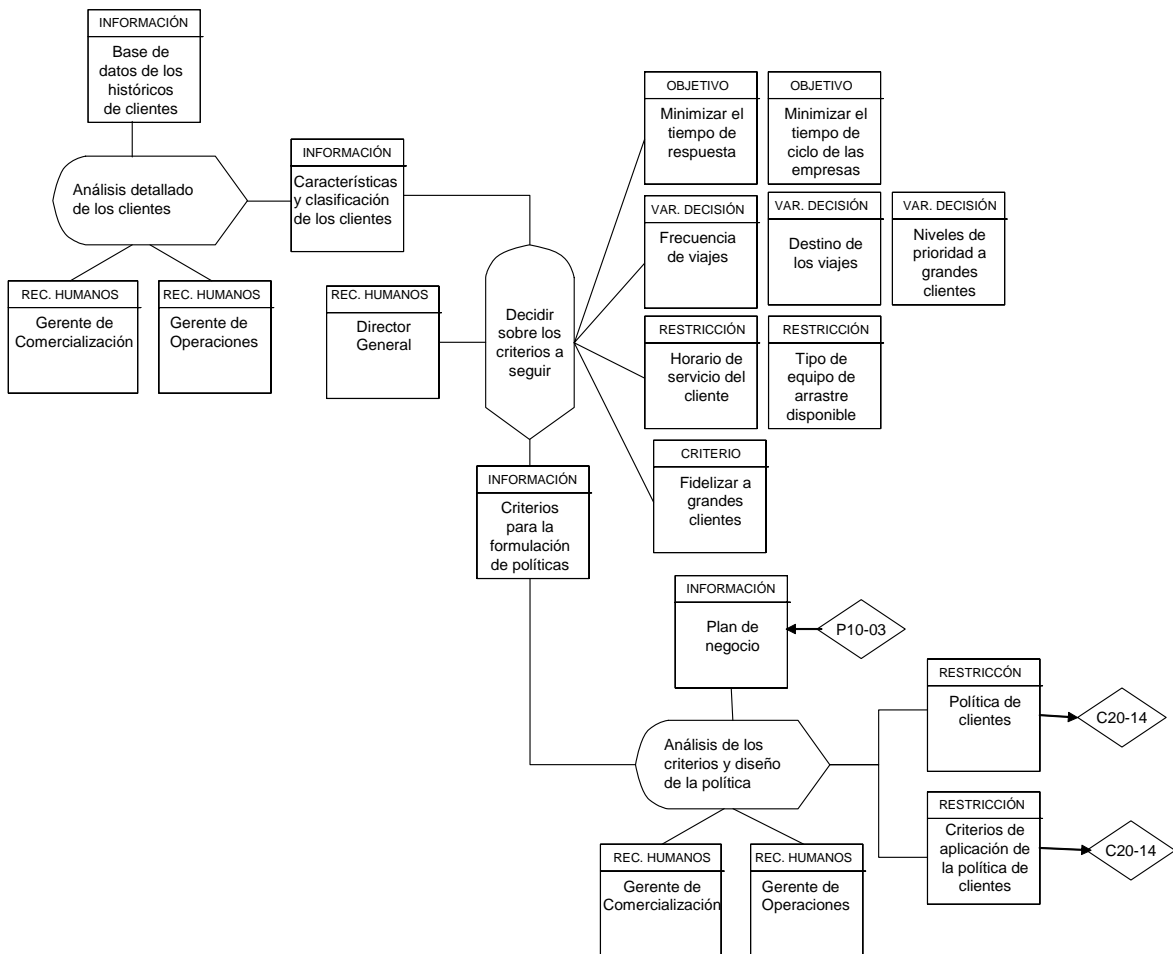 INFORMACIÓN
Base de
datos de los
históricos
de clientes
Análisis detallado
de los clientes
INFORMACIÓN
Características
y clasificación
de los clientes
REC. HUMANOS
Gerente de
Comercialización
REC. HUMANOS
Gerente de
Operaciones
REC. HUMANOS
Director
General
Decidir
sobre los
criterios a
seguir
OBJETIVO
Minimizar el
tiempo de
respuesta
OBJETIVO
Minimizar el
tiempo de
ciclo de las
empresas
VAR. DECISIÓN
Frecuencia
de viajes
VAR. DECISIÓN
Destino de
los viajes
VAR. DECISIÓN
Niveles de
prioridad a
grandes
clientes
RESTRICCIÓN
Horario de
servicio del
cliente
RESTRICCIÓN
Tipo de
equipo de
arrastre
disponible
CRITERIO
Fidelizar a
grandes
clientes
INFORMACIÓN
Criterios
para la
formulación
de políticas
INFORMACIÓN
Plan de
negocio
P10-03
Análisis de los
criterios y diseño
de la política
REC. HUMANOS
Gerente de
Comercialización
REC. HUMANOS
Gerente de
Operaciones
RESTRICCÓN
Política de
clientes
C20-14
RESTRICCIÓN
Criterios de
aplicación de
la política de
clientes
C20-14